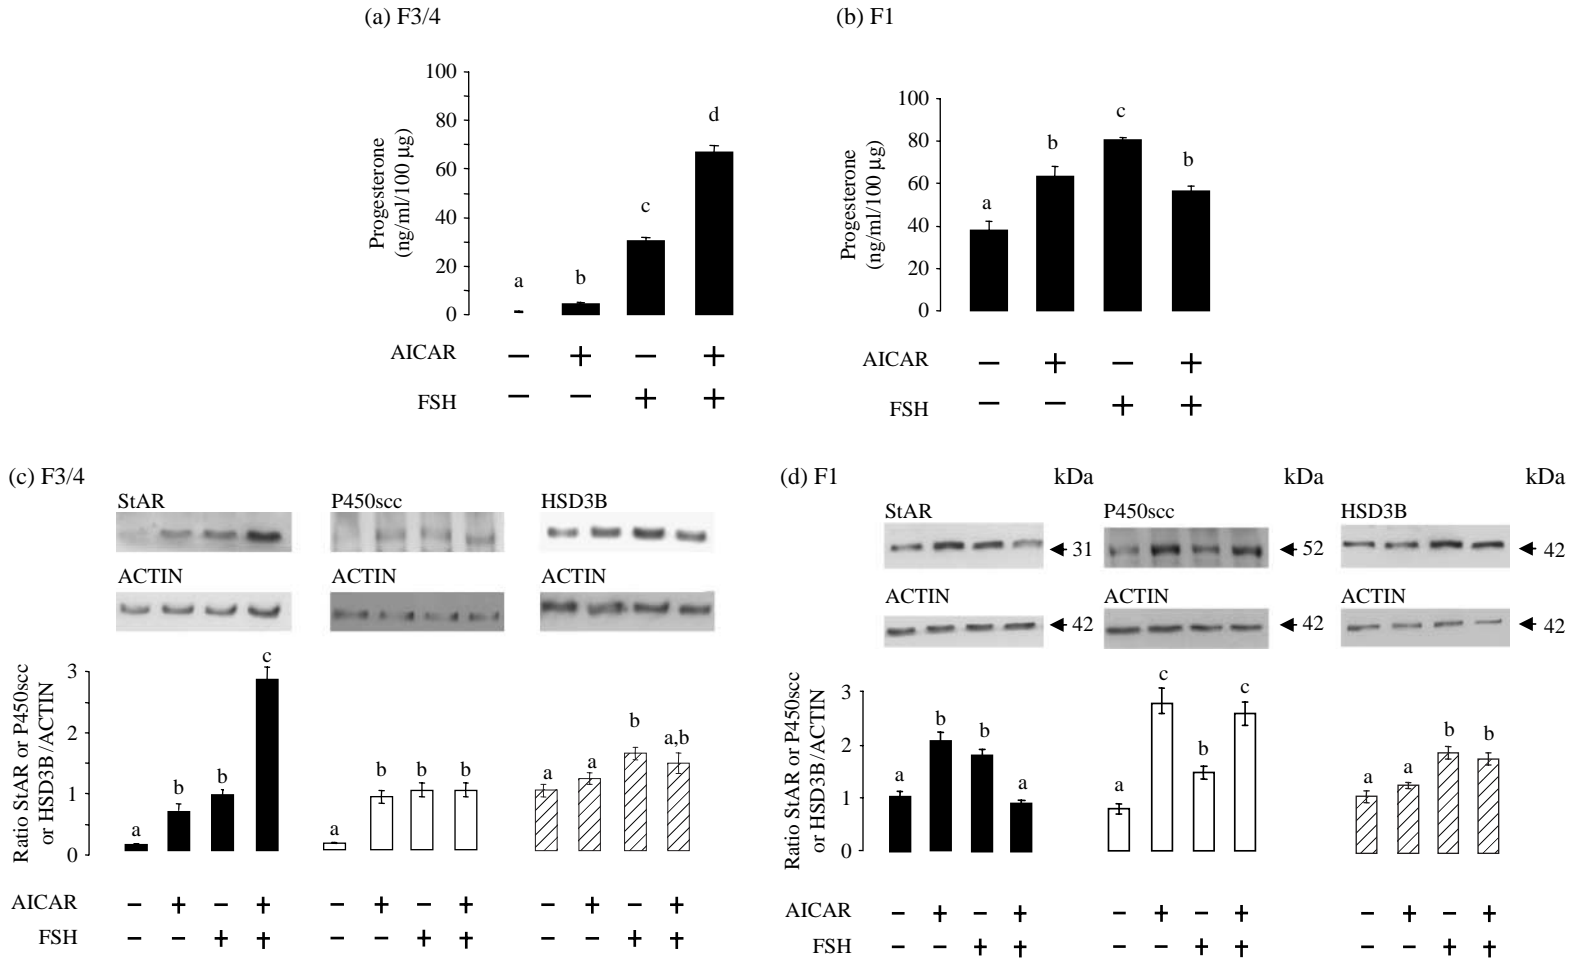 (a) F3/4
Progesterone
(ng/ml/100 µg)
100
80
60
40
20
0
a
b
c
d
AICAR − + − +
FSH − − + +
(b) F1
Progesterone
(ng/ml/100 µg)
100
80
60
40
20
0
a
b
c
b
AICAR − + − +
FSH − − + +
(c) F3/4
StAR P450scc HSD3B
ACTIN ACTIN ACTIN
Ratio StAR or P450scc
or HSD3B/ACTIN
3
2
1
0
a b b c a b b b a a b a,b
AICAR − + − + − + − + − + − +
FSH − − + + − − + + − − + +
(d) F1 kDa kDa kDa
StAR P450scc HSD3B
31 52 42
ACTIN ACTIN ACTIN
42 42 42
Ratio StAR or P450scc
or HSD3B/ACTIN
3
2
1
0
a b b a a c b c a a b b
AICAR − + − + − + − + − + − +
FSH − − + + − − + + − − + +